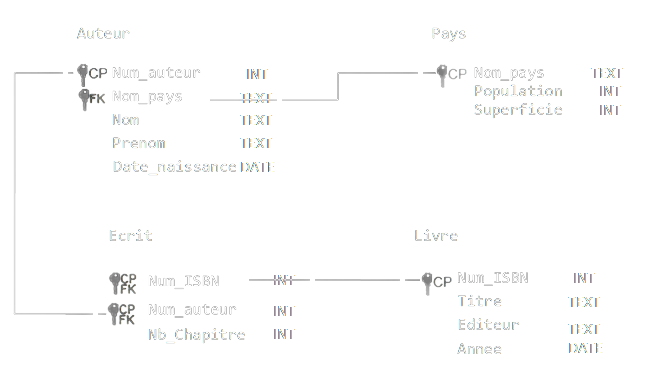 Auteur
CP Num_auteur INT
FK Nom_pays TEXT
Nom TEXT
Prenom TEXT
Date_naissance DATE
Pays
CP Nom_pays TEXT
Population INT
Superficie INT
Ecrit
CP FK Num_ISBN INT
CP FK Num_auteur INT
Nb_Chapitre INT
Livre
CP Num_ISBN INT
Titre TEXT
Editeur TEXT
Annee DATE